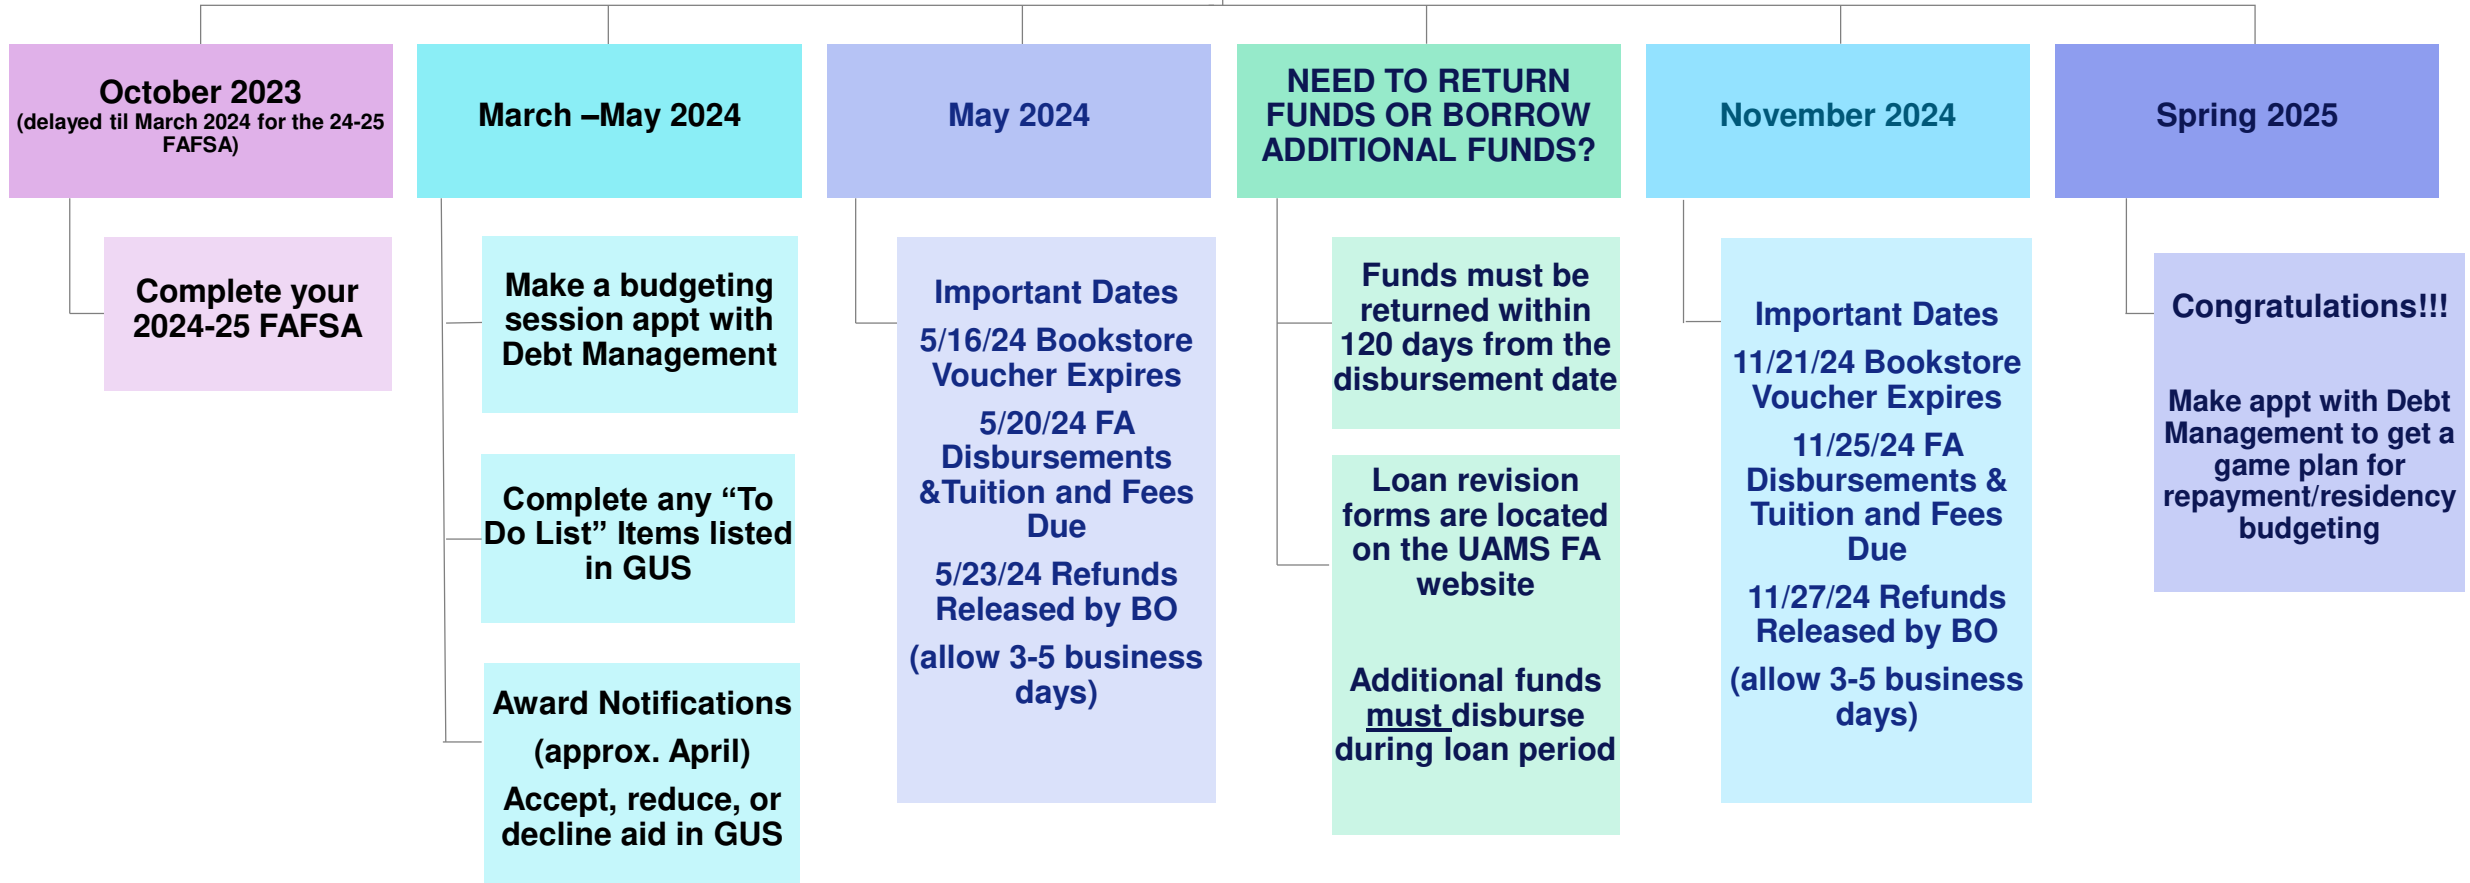 October 2023
(delayed til March 2024 for the 24-25
FAFSA)
Complete your
2024-25 FAFSA
March –May 2024
Make a budgeting
session appt with
Debt Management
Complete any “To
Do List” Items listed
in GUS
Award Notifications
(approx. April)
Accept, reduce, or
decline aid in GUS
May 2024
Important Dates
5/16/24 Bookstore
Voucher Expires
5/20/24 FA
Disbursements
&Tuition and Fees
Due
5/23/24 Refunds
Released by BO
(allow 3-5 business
days)
NEED TO RETURN
FUNDS OR BORROW
ADDITIONAL FUNDS?
Funds must be
returned within
120 days from the
disbursement date
Loan revision
forms are located
on the UAMS FA
website
Additional funds
must disburse
during loan period
November 2024
Important Dates
11/21/24 Bookstore
Voucher Expires
11/25/24 FA
Disbursements &
Tuition and Fees
Due
11/27/24 Refunds
Released by BO
(allow 3-5 business
days)
Spring 2025
Congratulations!!!
Make appt with Debt
Management to get a
game plan for
repayment/residency
budgeting